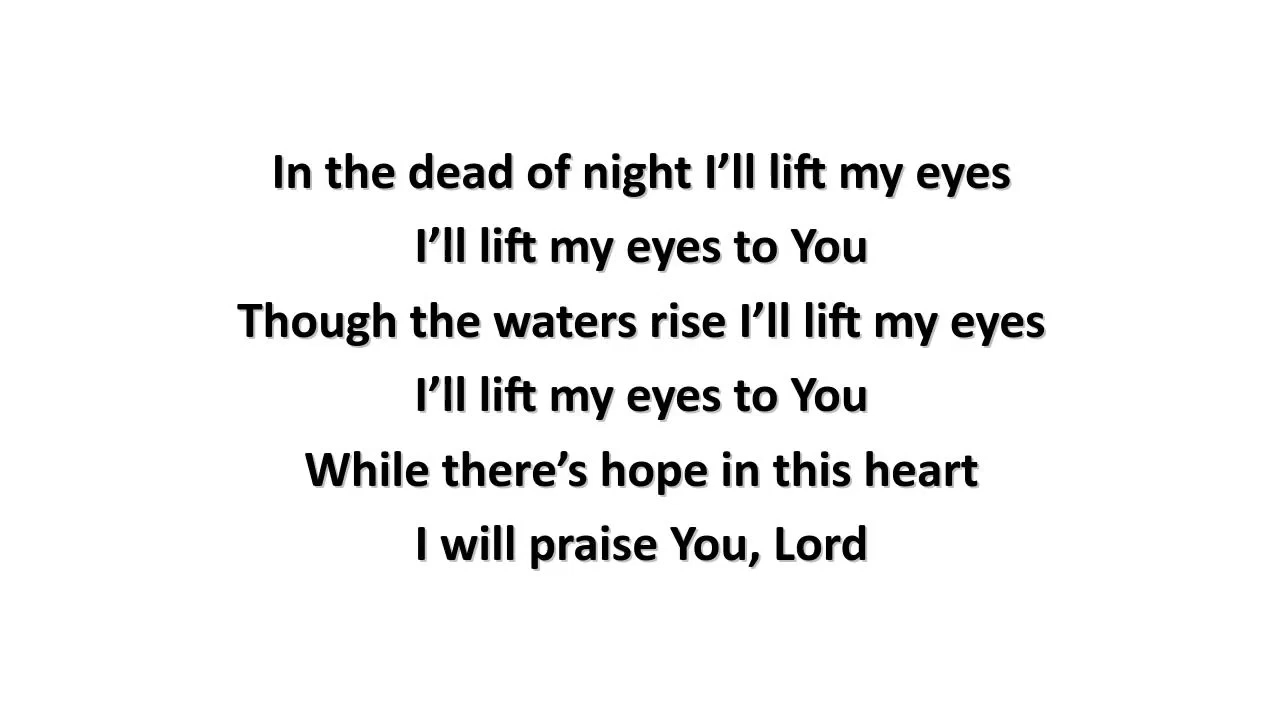 In the dead of night I’ll lift my eyes
I’ll lift my eyes to You
Though the waters rise I’ll lift my eyes
I’ll lift my eyes to You
While there’s hope in this heart
I will praise You, Lord